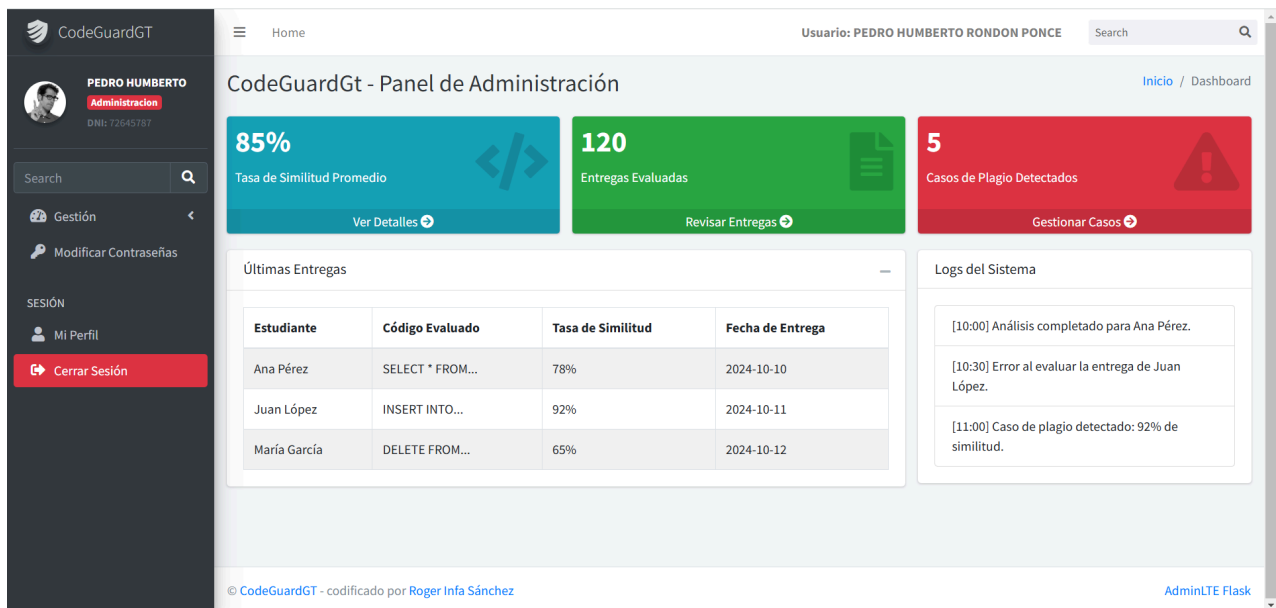 CodeGuardGT
Home
Usuario: PEDRO HUMBERTO RONDON PONCE
Search
PEDRO HUMBERTO
Administracion
DNI: 72645787
Search
Gestión
Modificar Contraseñas
SESIÓN
Mi Perfil
Cerrar Sesión
CodeGuardGt - Panel de Administración
Inicio / Dashboard
85%
Tasa de Similitud Promedio
Ver Detalles
120
Entregas Evaluadas
Revisar Entregas
5
Casos de Plagio Detectados
Gestionar Casos
Últimas Entregas
Estudiante Código Evaluado Tasa de Similitud Fecha de Entrega
Ana Pérez SELECT * FROM... 78% 2024-10-10
Juan López INSERT INTO... 92% 2024-10-11
María García DELETE FROM... 65% 2024-10-12
Logs del Sistema
[10:00] Análisis completado para Ana Pérez.
[10:30] Error al evaluar la entrega de Juan
López.
[11:00] Caso de plagio detectado: 92% de
similitud.
© CodeGuardGT - codificado por Roger Infa Sánchez
AdminLTE Flask